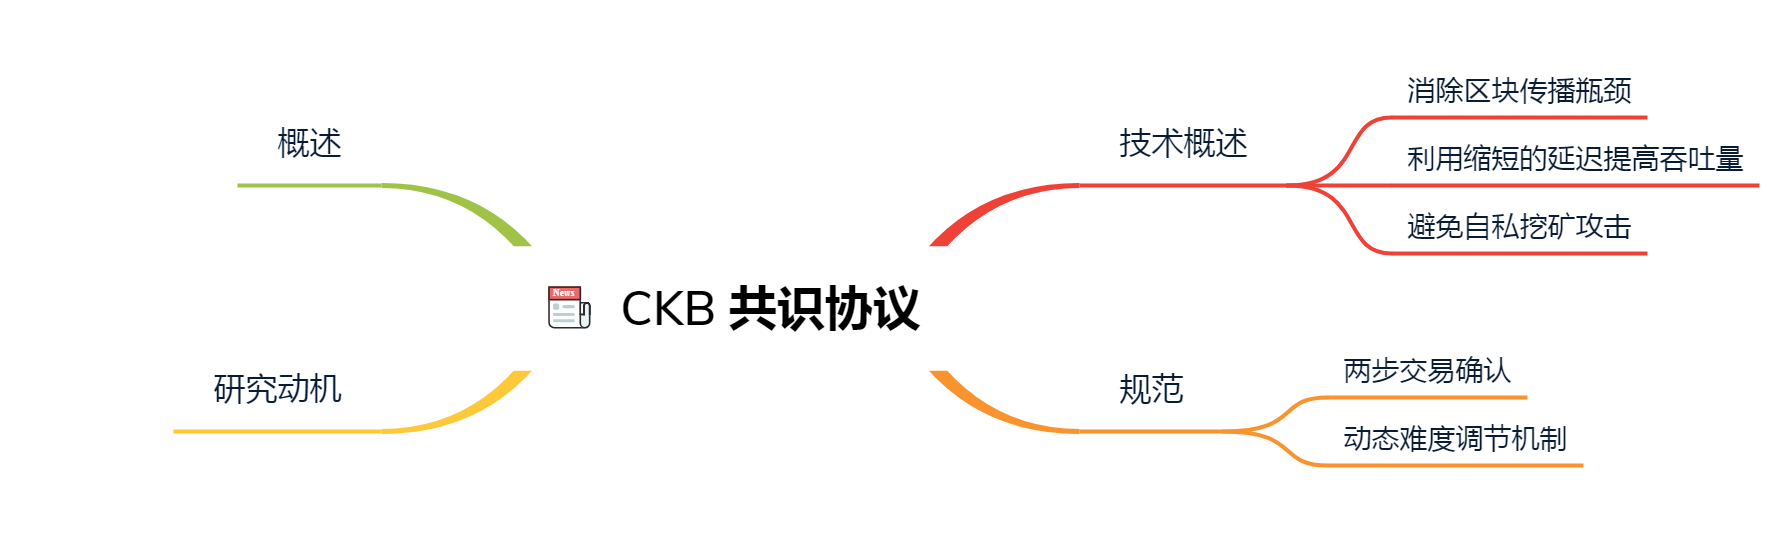 CKB 共识协议
News
技术概述
消除区块传播瓶颈
利用缩短的延迟提高吞吐量
避免自私挖矿攻击
规范
两步交易确认
动态难度调节机制
概述
研究动机